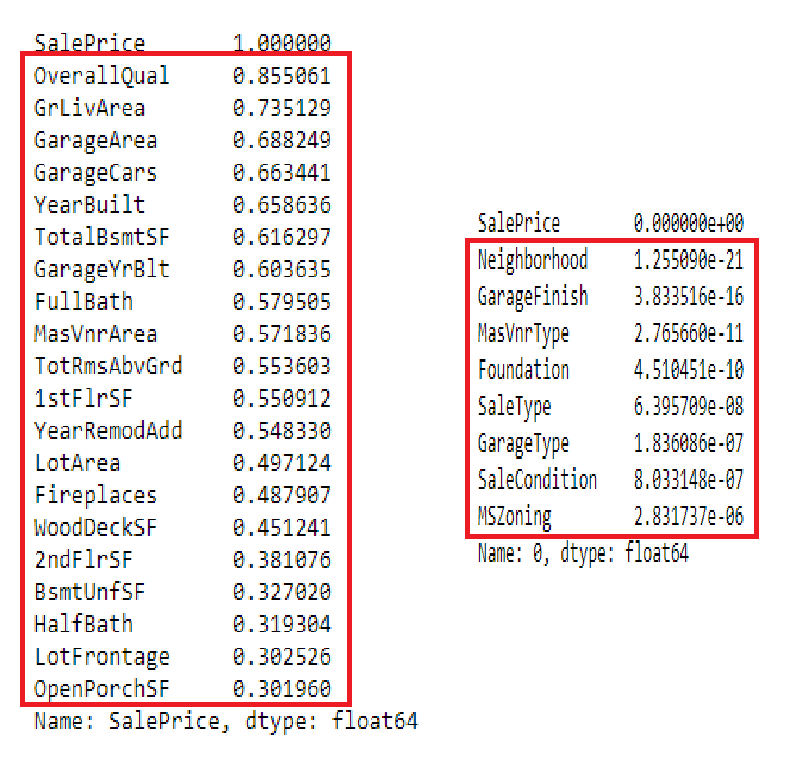 SalePrice 1.000000
OverallQual 0.855061
GrLivArea 0.735129
GarageArea 0.688249
GarageCars 0.663441
YearBuilt 0.658636
TotalBsmtSF 0.616297
GarageYrBlt 0.603635
FullBath 0.579505
MasVnrArea 0.571836
TotRmsAbvGrd 0.553603
1stFlrSF 0.550912
YearRemodAdd 0.548330
LotArea 0.497124
Fireplaces 0.487907
WoodDeckSF 0.451241
2ndFlrSF 0.381076
BsmtUnfSF 0.327020
HalfBath 0.319304
LotFrontage 0.302526
OpenPorchSF 0.301960
Name: SalePrice, dtype: float64
SalePrice 0.000000e+00
Neighborhood 1.255090e-21
GarageFinish 3.833516e-16
MasVnrType 2.765660e-11
Foundation 4.510451e-10
SaleType 6.395709e-08
GarageType 1.836086e-07
SaleCondition 8.033148e-07
MSZoning 2.831737e-06
Name: 0, dtype: float64